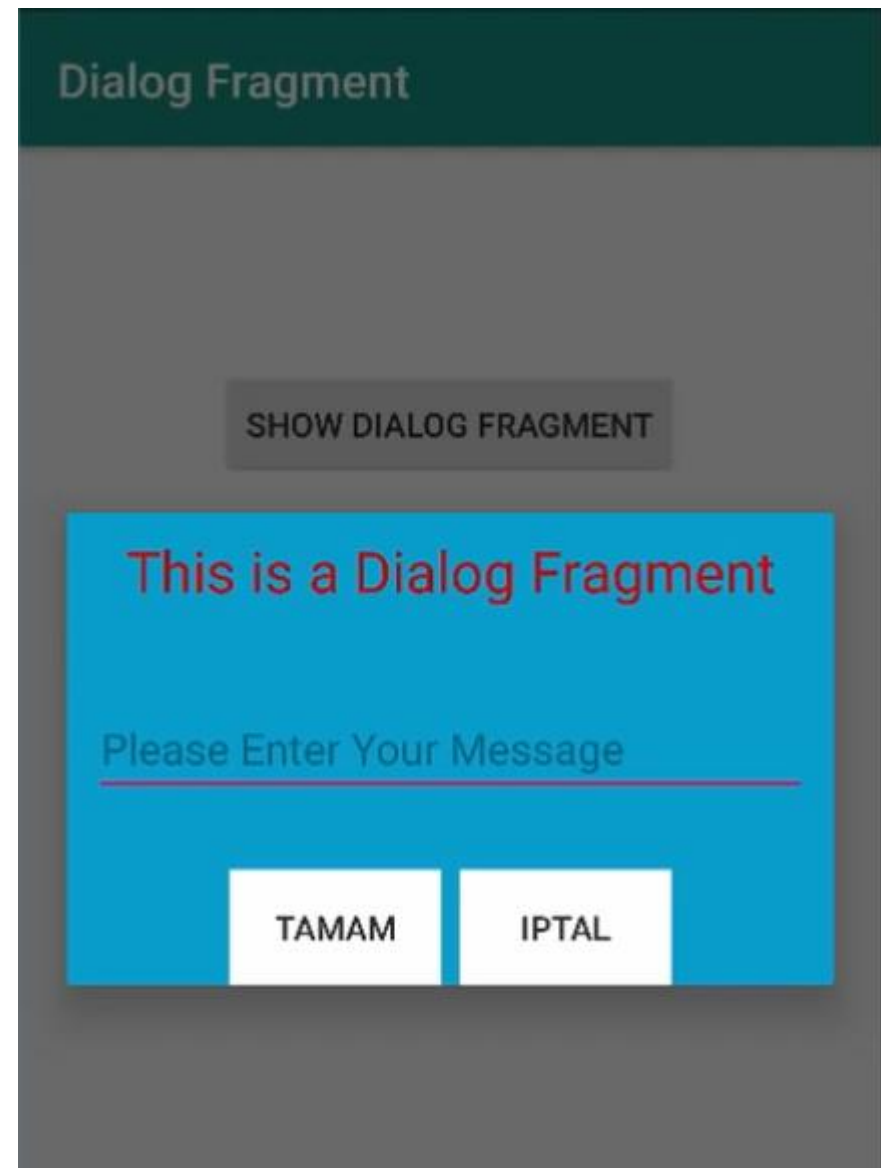 Dialog Fragment
SHOW DIALOG FRAGMENT
This is a Dialog Fragment
Please Enter Your Message
TAMAM IPTAL